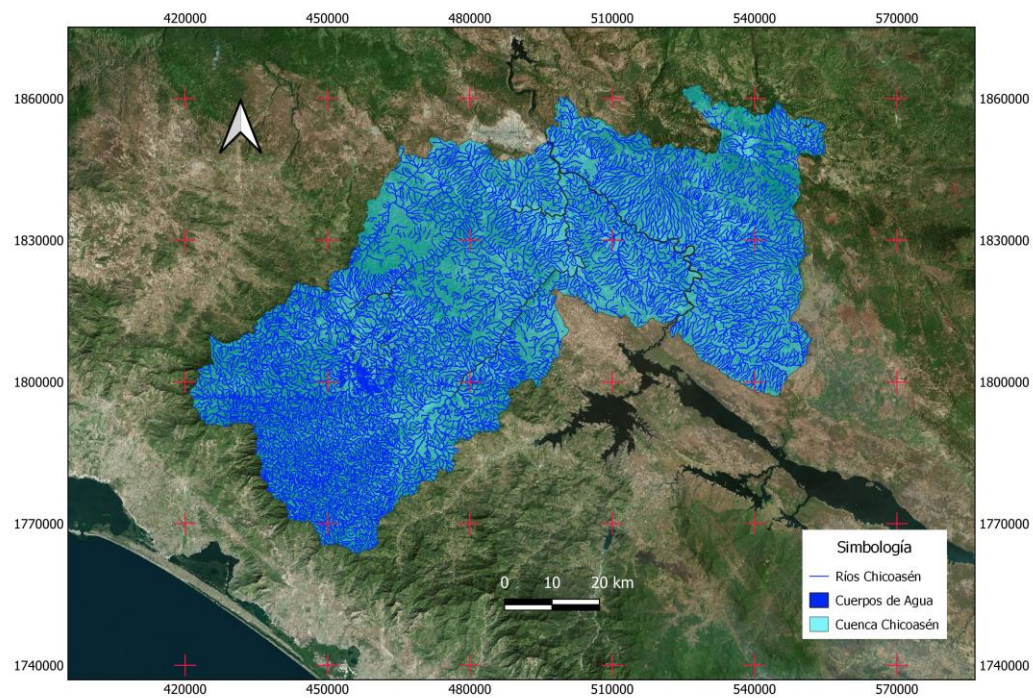 420000 450000 480000 510000 540000 570000
1860000 1860000
1830000 1830000
1800000 1800000
1770000 1770000
Simbología
Ríos Chicoasén
Cuerpos de Agua
Cuenca Chicoasén
0 10 20 km
1740000 1740000
420000 450000 480000 510000 540000 570000